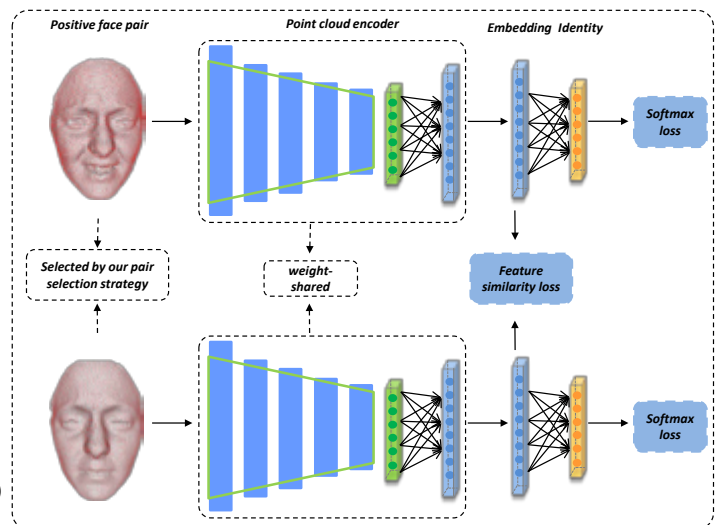 Positive face pair
Point cloud encoder
Embedding Identity
Softmax
loss
Selected by our pair
selection strategy
weight-
shared
Feature
similarity loss
Softmax
loss